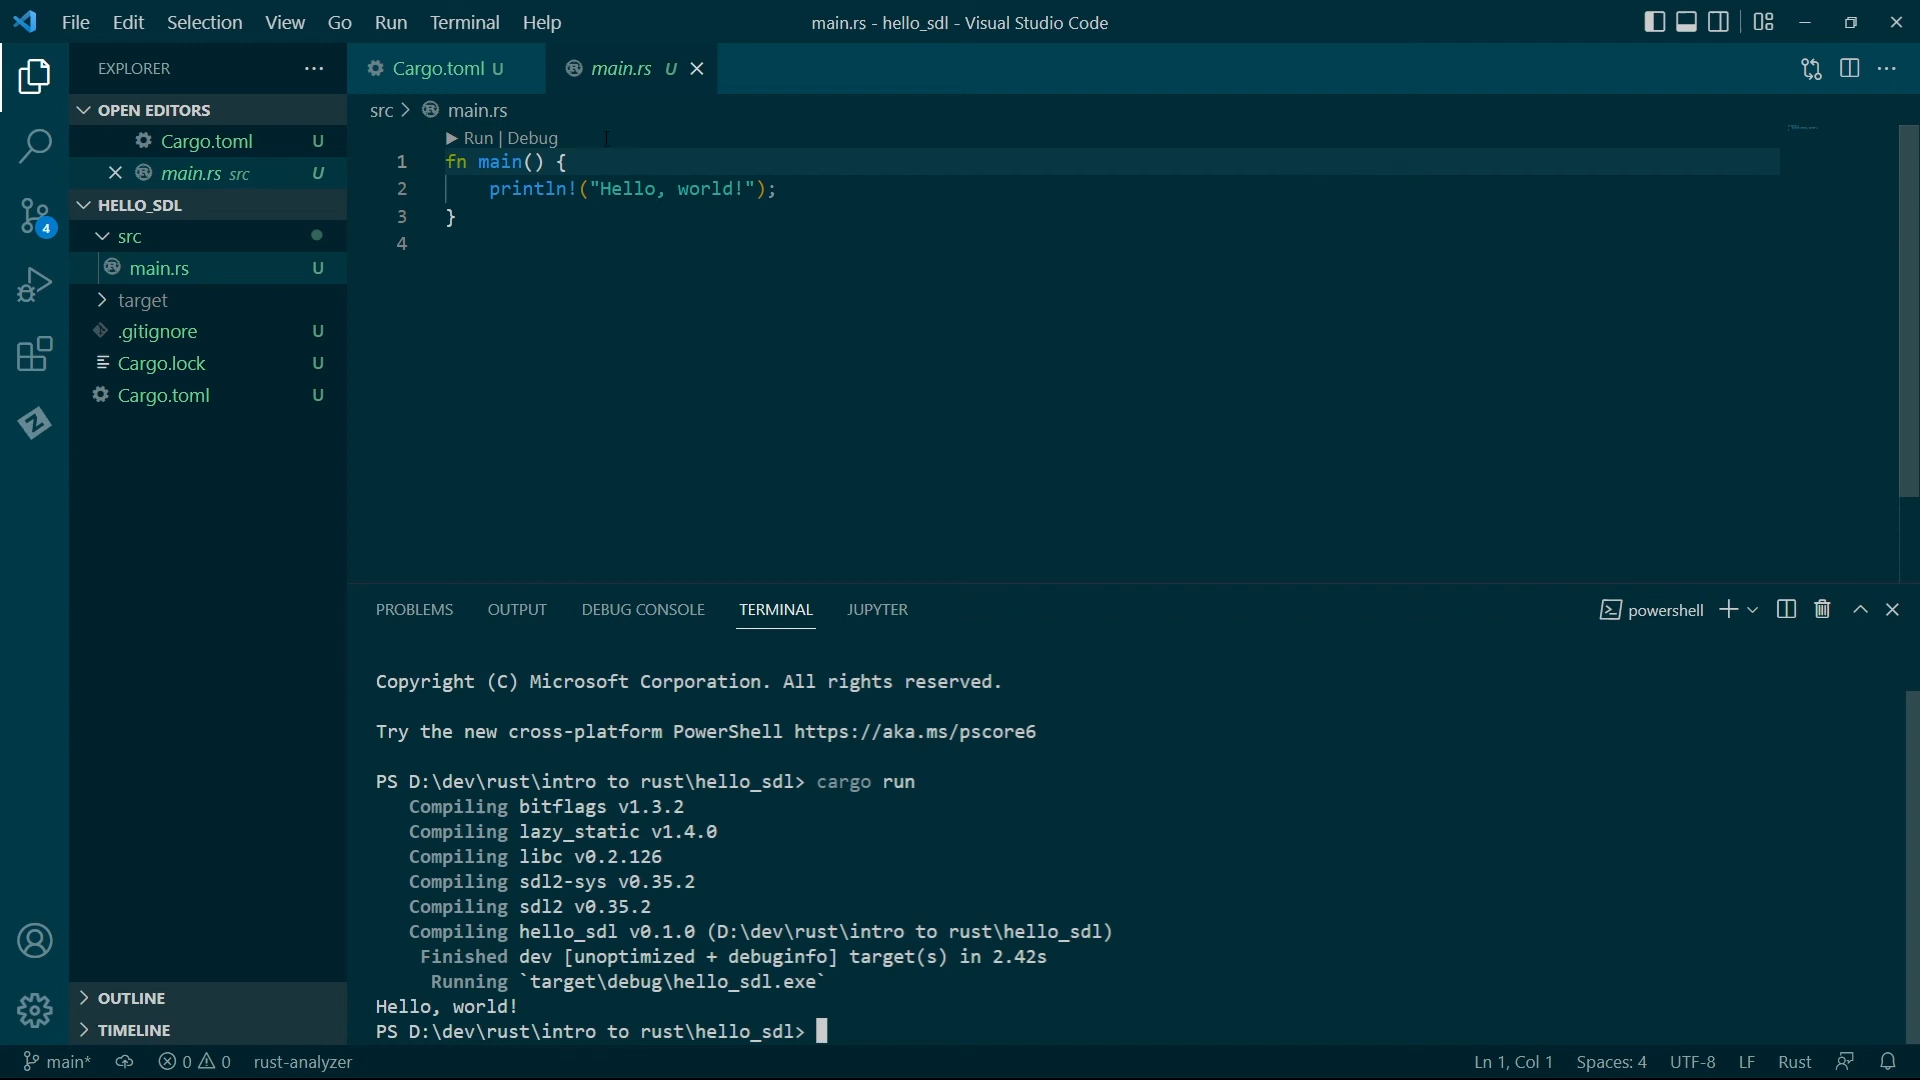 File Edit Selection View Go Run Terminal Help
main.rs - hello_sdl - Visual Studio Code
EXPLORER
OPEN EDITORS
Cargo.toml U
main.rs src U
HELLO_SDL
src
main.rs U
target
.gitignore U
Cargo.lock U
Cargo.toml U
OUTLINE
TIMELINE
4
Cargo.toml U
main.rs U
src > main.rs
Run | Debug
1 fn main() {
2 println!("Hello, world!");
3 }
4
PROBLEMS OUTPUT DEBUG CONSOLE TERMINAL JUPYTER
powershell
Copyright (C) Microsoft Corporation. All rights reserved.
Try the new cross-platform PowerShell https://aka.ms/pscore6
PS D:\dev\rust\intro to rust\hello_sdl> cargo run
Compiling bitflags v1.3.2
Compiling lazy_static v1.4.0
Compiling libc v0.2.126
Compiling sdl2-sys v0.35.2
Compiling sdl2 v0.35.2
Compiling hello_sdl v0.1.0 (D:\dev\rust\intro to rust\hello_sdl)
Finished dev [unoptimized + debuginfo] target(s) in 2.42s
Running `target\debug\hello_sdl.exe`
Hello, world!
PS D:\dev\rust\intro to rust\hello_sdl>
main* 0 0 rust-analyzer
Ln 1, Col 1 Spaces: 4 UTF-8 LF Rust